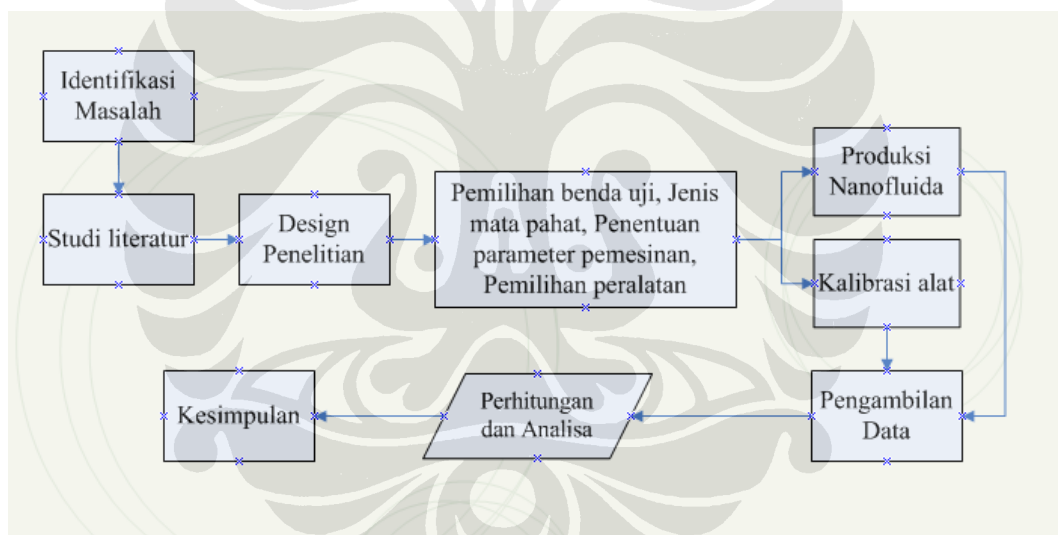 Identifikasi
Masalah
Studi literatur
Design
Penelitian
Pemilihan benda uji, Jenis
mata pahat, Penentuan
parameter pemesinan,
Pemilihan peralatan
Produksi
Nanofluida
Kalibrasi alat
Pengambilan
Data
Perhitungan
dan Analisa
Kesimpulan